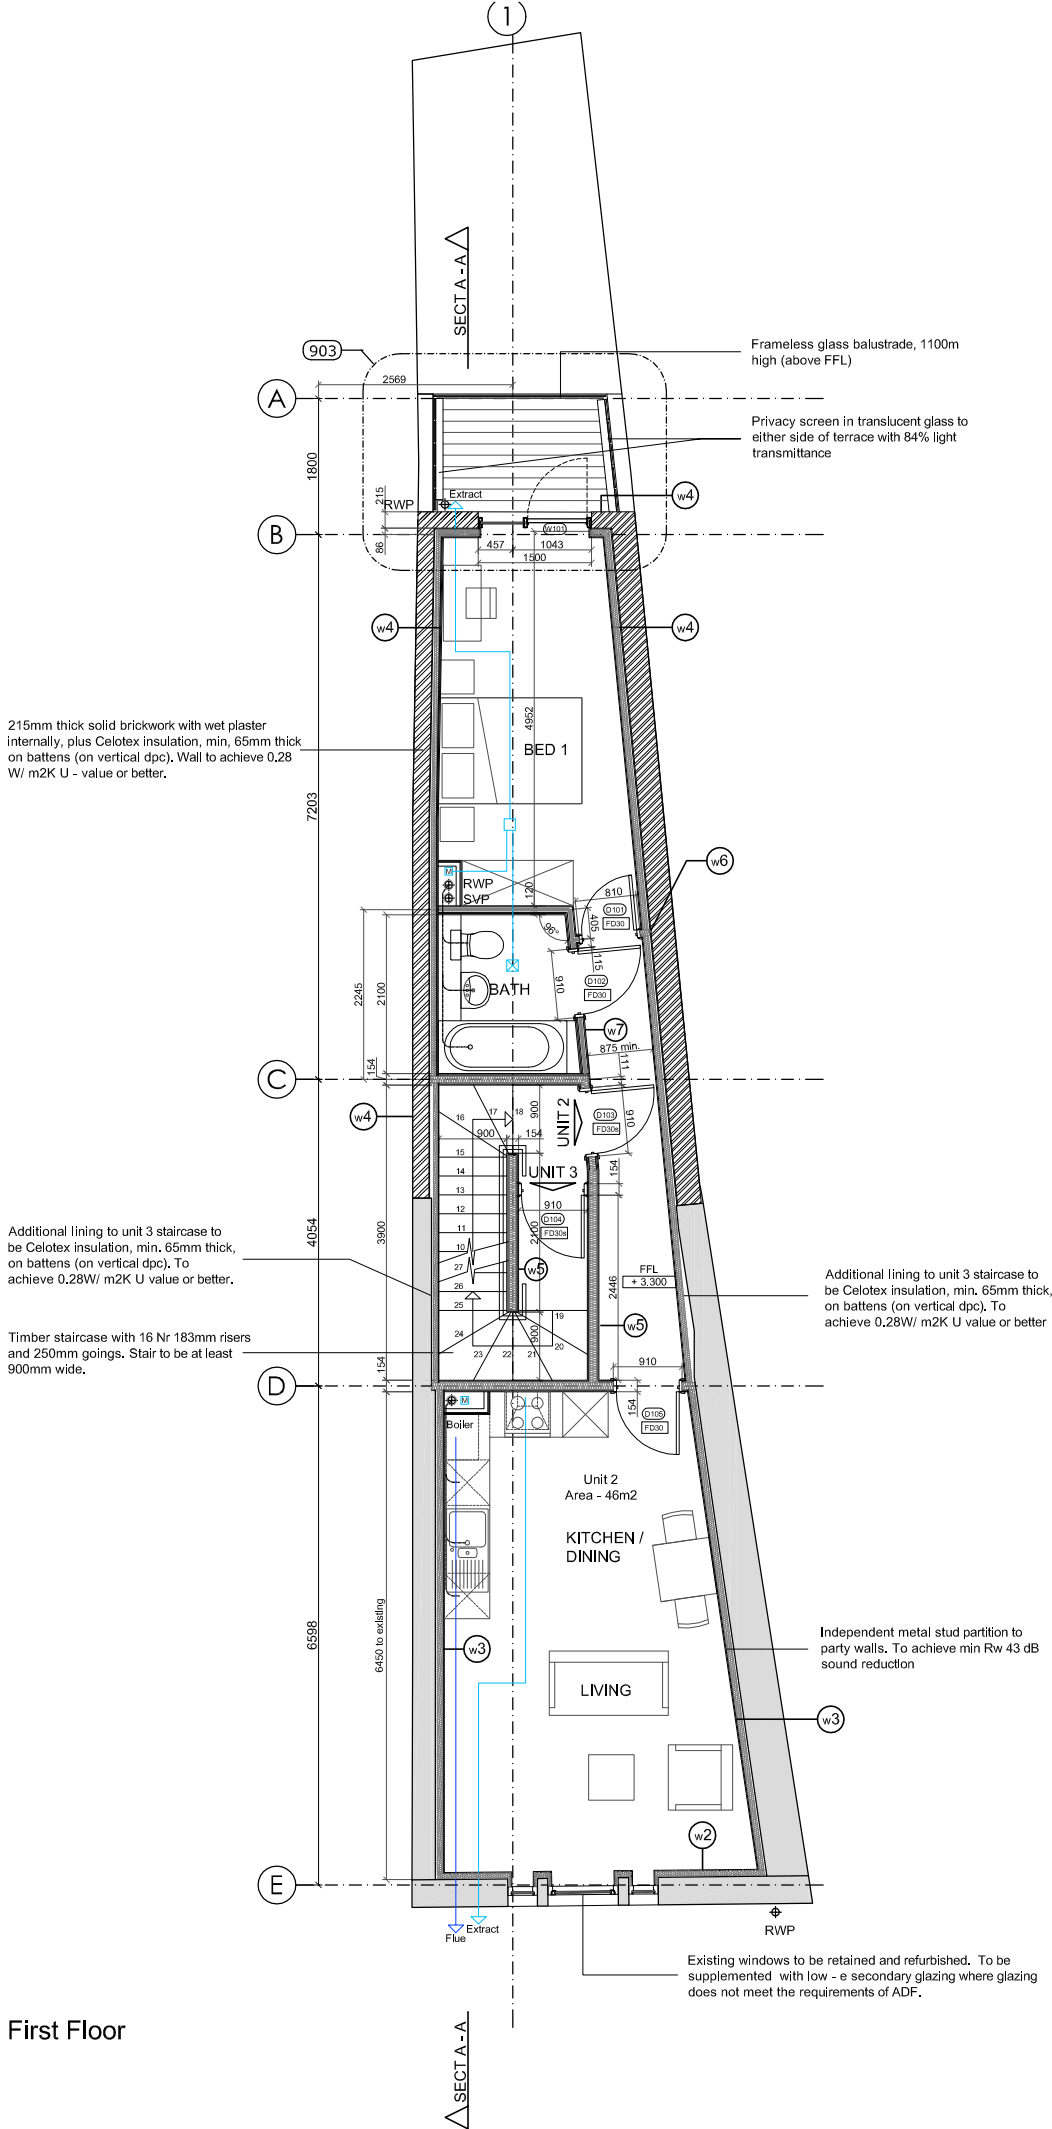 1
SECT A - A
903
Frameless glass balustrade, 1100m
high (above FFL)
2569
A
Privacy screen in translucent glass to
either side of terrace with 84% light
transmittance
1800
215
RWP
Extract
w4
B
86
W101
457
1043
1500
w4
w4
4952
BED 1
215mm thick solid brickwork with wet plaster
internally, plus Celotex insulation, min, 65mm thick
on battens (on vertical dpc). Wall to achieve 0.28
W/ m2K U - value or better.
7203
w6
M
RWP
SVP
120
810
D101
FD30
405
96°
115
D102
FD30
910
BATH
2245
2100
w7
875 min.
154
111
C
w4
16
17
18
900
UNIT 2
D103
FD30s
910
900
154
15
14
13
12
11
10
27
26
25
24
23
22
21
20
19
UNIT 3
154
910
D104
FD30s
2100
w5
3900
4054
Additional lining to unit 3 staircase to
be Celotex insulation, min. 65mm thick,
on battens (on vertical dpc). To
achieve 0.28W/ m2K U value or better.
FFL
+ 3.300
2446
Additional lining to unit 3 staircase to
be Celotex insulation, min. 65mm thick,
on battens (on vertical dpc). To
achieve 0.28W/ m2K U value or better
w5
900
Timber staircase with 16 Nr 183mm risers
and 250mm goings. Stair to be at least
900mm wide.
154
910
D
154
M
Boiler
D105
FD30
Unit 2
Area - 46m2
KITCHEN /
DINING
6598
6450 to existing
w3
Independent metal stud partition to
party walls. To achieve min Rw 43 dB
sound reduction
LIVING
w3
w2
E
Flue
Extract
RWP
Existing windows to be retained and refurbished. To be
supplemented with low - e secondary glazing where glazing
does not meet the requirements of ADF.
First Floor
SECT A - A